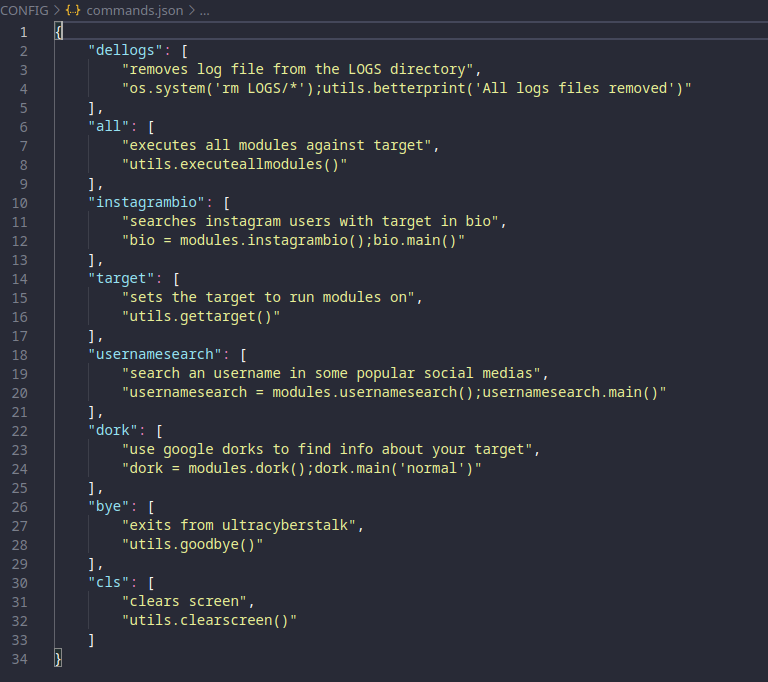 CONFIG > {..} commands.json > ...
1 {
2 "dellogs": [
3 "removes log file from the LOGS directory",
4 "os.system('rm LOGS/*');utils.betterprint('All logs files removed')"
5 ],
6 "all": [
7 "executes all modules against target",
8 "utils.executeallmodules()"
9 ],
10 "instagrambio": [
11 "searches instagram users with target in bio",
12 "bio = modules.instagrambio();bio.main()"
13 ],
14 "target": [
15 "sets the target to run modules on",
16 "utils.gettarget()"
17 ],
18 "usernamesearch": [
19 "search an username in some popular social medias",
20 "usernamesearch = modules.usernamesearch();usernamesearch.main()"
21 ],
22 "dork": [
23 "use google dorks to find info about your target",
24 "dork = modules.dork();dork.main('normal')"
25 ],
26 "bye": [
27 "exits from ultracyberstalk",
28 "utils.goodbye()"
29 ],
30 "cls": [
31 "clears screen",
32 "utils.clearscreen()"
33 ]
34 }